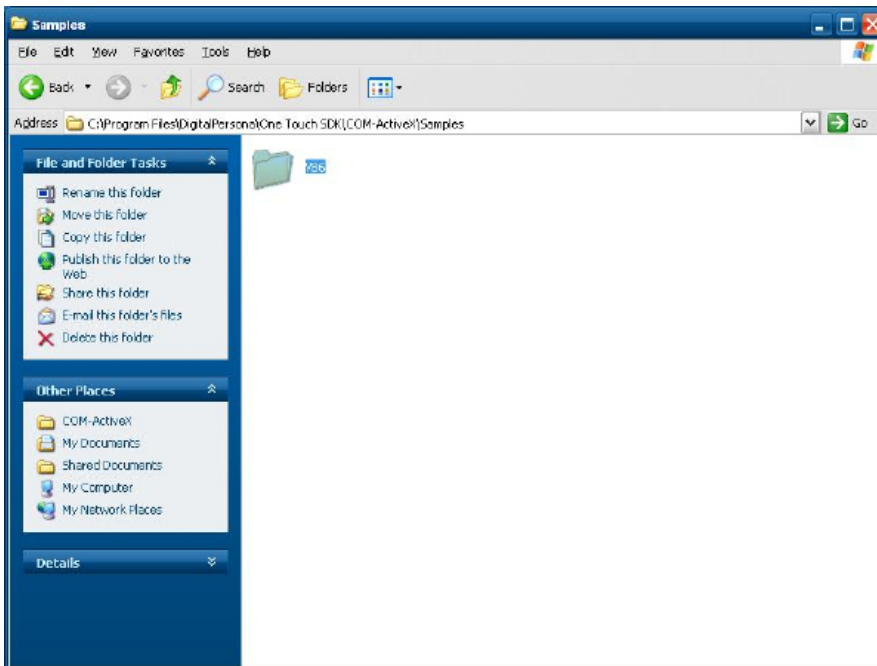 Samples
File Edit View Favorites Tools Help
Back Search Folders
Address C:\Program Files\DigitalPersona\One Touch SDK\COM-ActiveX\Samples Go
File and Folder Tasks
Rename this folder
Move this folder
Copy this folder
Publish this folder to the
Web
Share this folder
E-mail this folder's files
Delete this folder
Other Places
COM-ActiveX
My Documents
Shared Documents
My Computer
My Network Places
Details